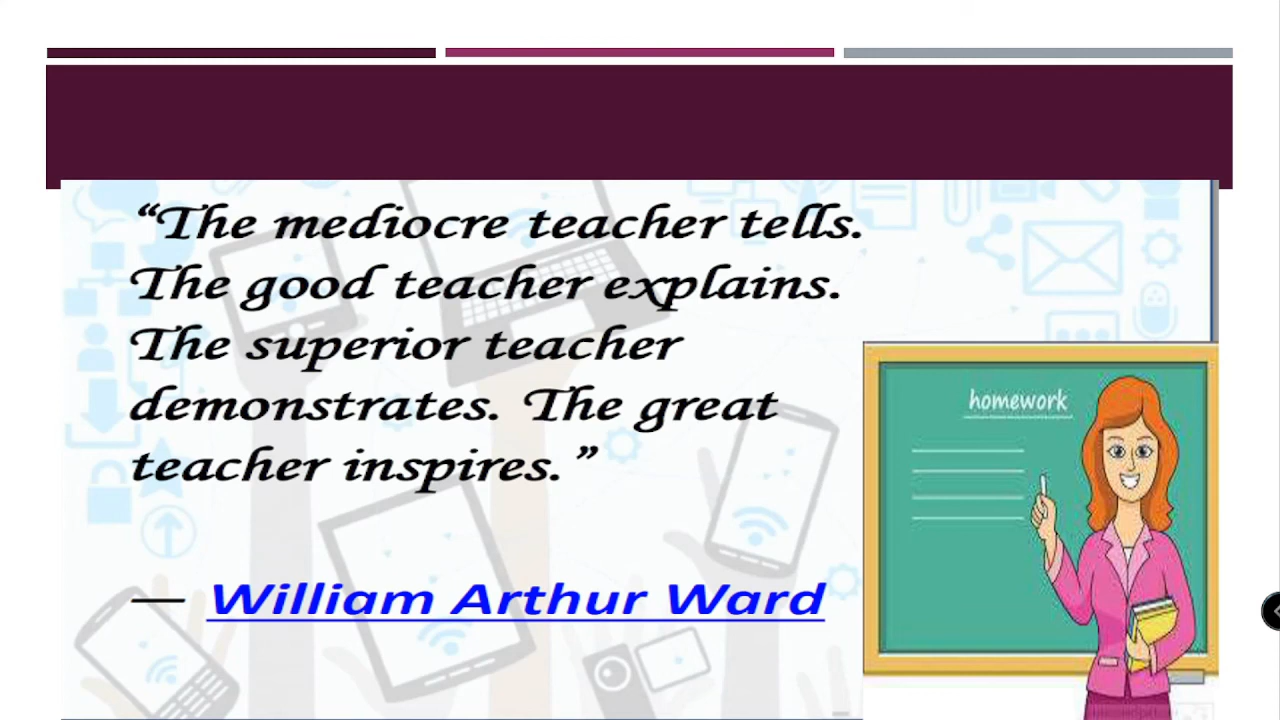 “The mediocre teacher tells.
The good teacher explains.
The superior teacher
demonstrates. The great
teacher inspires.”
— William Arthur Ward
homework